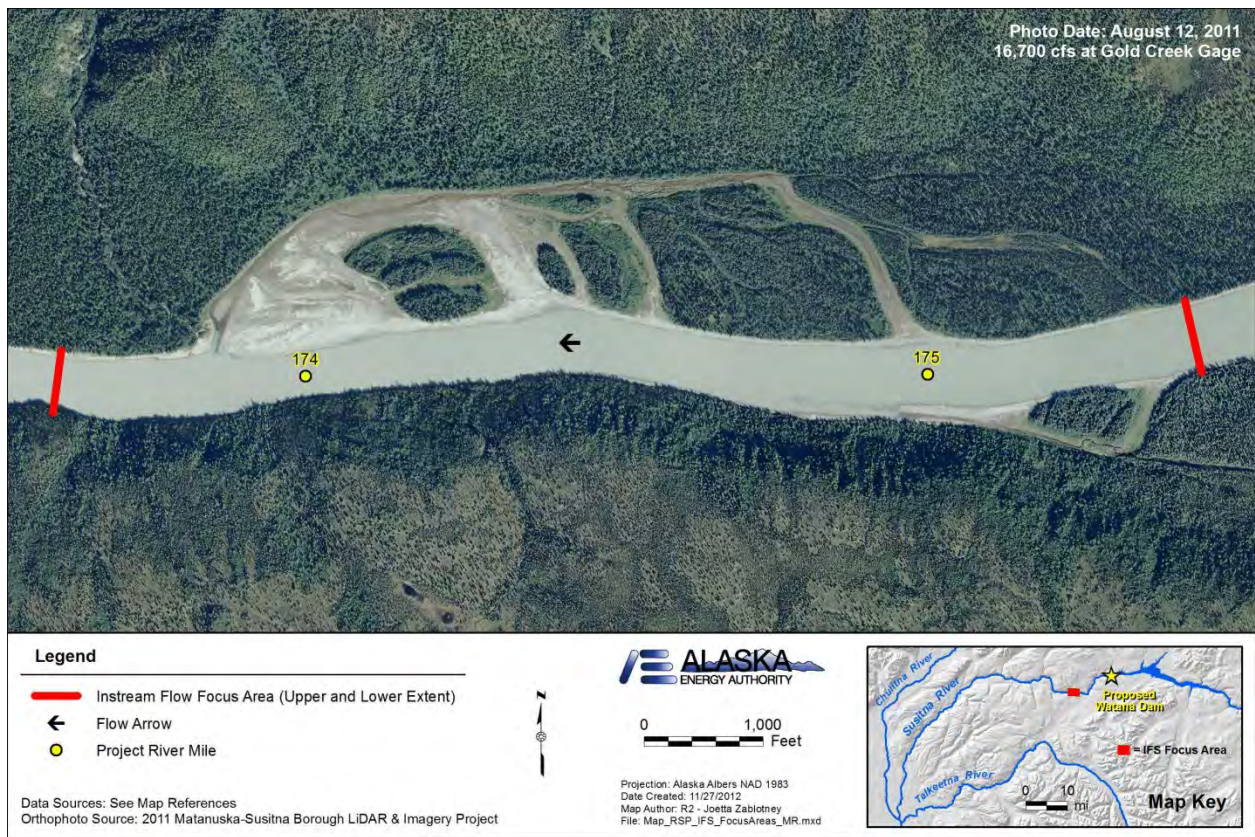 Photo Date: August 12, 2011
16,700 cfs at Gold Creek Gage
174
175
Legend
Instream Flow Focus Area (Upper and Lower Extent)
Flow Arrow
Project River Mile
Data Sources: See Map References
Orthophoto Source: 2011 Matanuska-Susitna Borough LiDAR & Imagery Project
N
ALASKA
ENERGY AUTHORITY
0 1,000
Feet
Projection: Alaska Albers NAD 1983
Date Created: 11/27/2012
Map Author: R2 - Joetta Zablotney
File: Map_RSP_IFS_FocusAreas_MR.mxd
Chulitna River
Susitna River
Talkeetna River
Proposed
Watana Dam
= IFS Focus Area
0 10
mi
Map Key